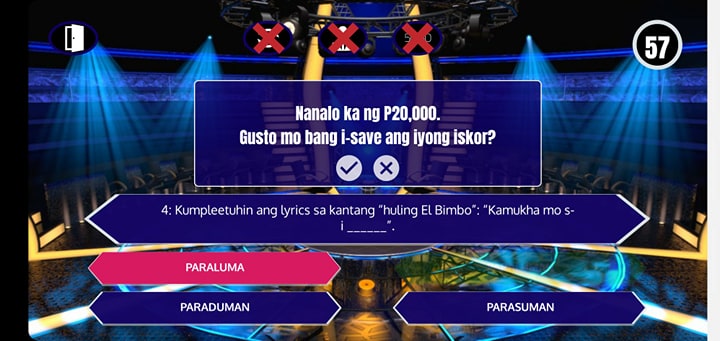 57
Nanalo ka ng P20,000.
Gusto mo bang i-save ang iyong iskor?
4: Kumpleetuhin ang lyrics sa kantang "huling El Bimbo": "Kamukha mo s-
i ______".
PARALUMA
PARADUMAN
PARASUMAN